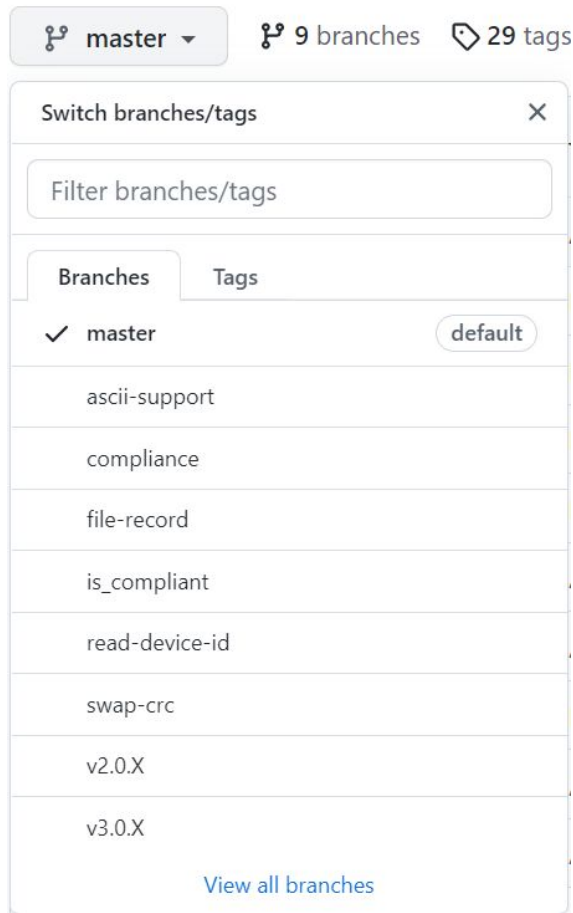 master 9 branches 29 tags
Switch branches/tags
Filter branches/tags
Branches Tags
master default
ascii-support
compliance
file-record
is_compliant
read-device-id
swap-crc
v2.0.X
v3.0.X
View all branches